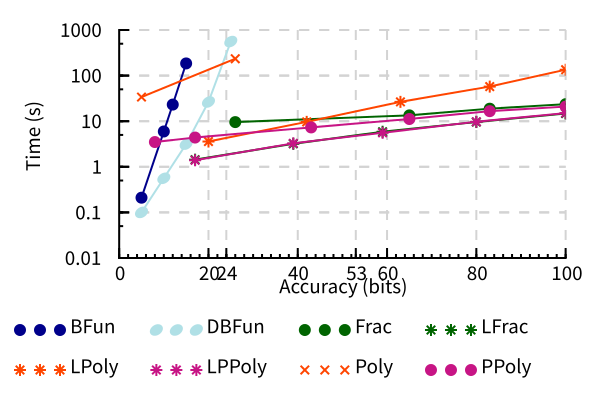 1000
100
10
1
0.1
0.01
Time (s)
0 20 24 40 53 60 80 100
Accuracy (bits)
BFun DBFun Frac LFrac
LPoly LPPoly Poly PPoly